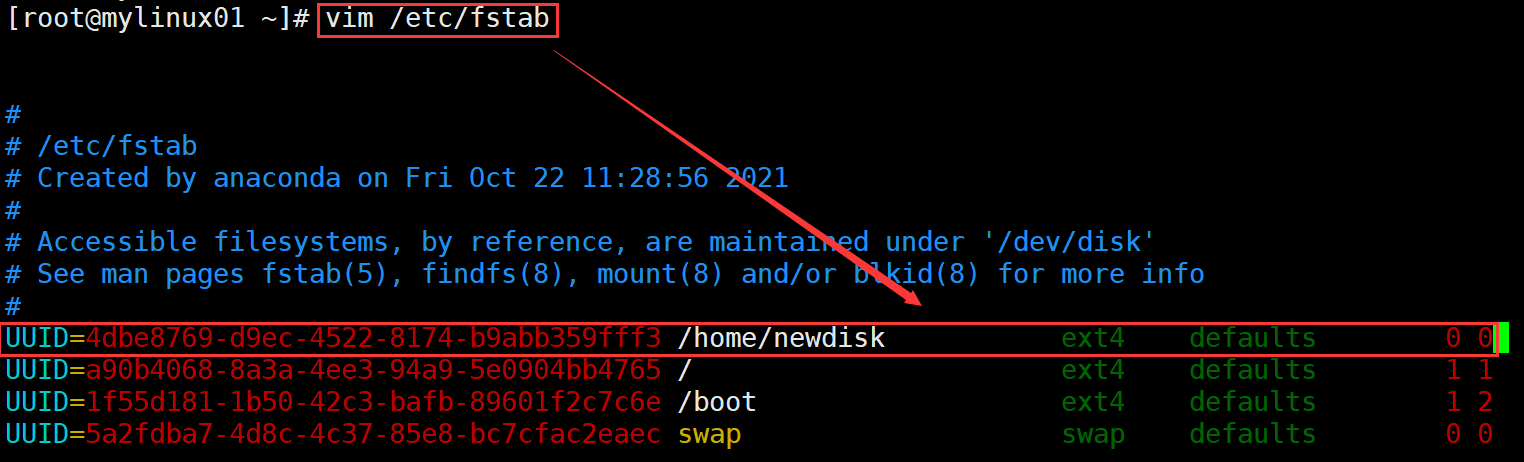 [root@mylinux01 ~]# vim /etc/fstab
#
# /etc/fstab
# Created by anaconda on Fri Oct 22 11:28:56 2021
#
# Accessible filesystems, by reference, are maintained under '/dev/disk'
# See man pages fstab(5), findfs(8), mount(8) and/or blkid(8) for more info
#
UUID=4dbe8769-d9ec-4522-8174-b9abb359fff3 /home/newdisk ext4 defaults 0 0
UUID=a90b4068-8a3a-4ee3-94a9-5e0904bb4765 / ext4 defaults 1 1
UUID=1f55d181-1b50-42c3-bafb-89601f2c7c6e /boot ext4 defaults 1 2
UUID=5a2fdba7-4d8c-4c37-85e8-bc7cfac2eaec swap swap defaults 0 0